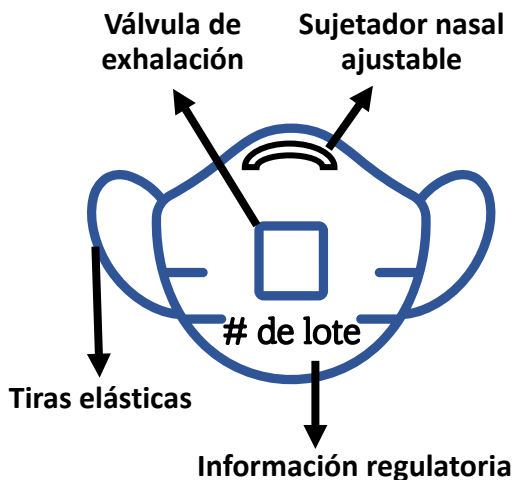 Válvula de
exhalación
Sujetador nasal
ajustable
# de lote
Tiras elásticas
Información regulatoria